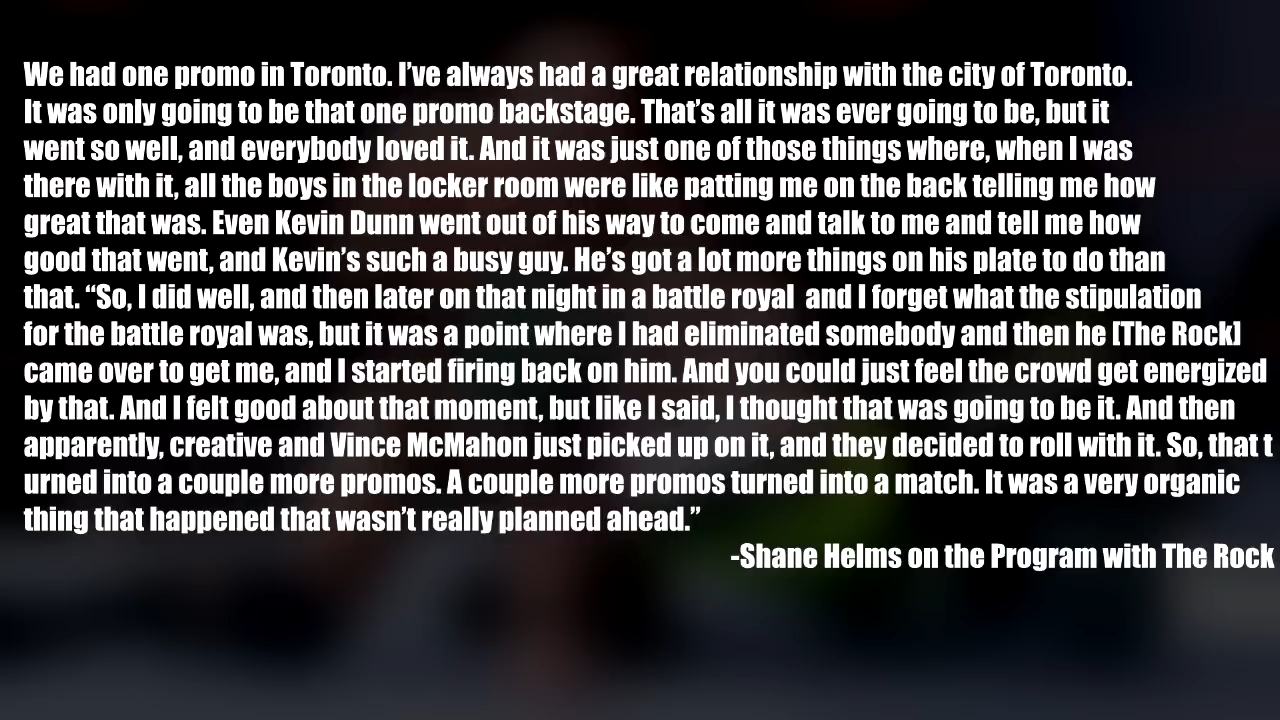 We had one promo in Toronto. I’ve always had a great relationship with the city of Toronto.
It was only going to be that one promo backstage. That’s all it was ever going to be, but it
went so well, and everybody loved it. And it was just one of those things where, when I was
there with it, all the boys in the locker room were like patting me on the back telling me how
great that was. Even Kevin Dunn went out of his way to come and talk to me and tell me how
good that went, and Kevin’s such a busy guy. He’s got a lot more things on his plate to do than
that. “So, I did well, and then later on that night in a battle royal  and I forget what the stipulation
for the battle royal was, but it was a point where I had eliminated somebody and then he [The Rock]
came over to get me, and I started firing back on him. And you could just feel the crowd get energized
by that. And I felt good about that moment, but like I said, I thought that was going to be it. And then
apparently, creative and Vince McMahon just picked up on it, and they decided to roll with it. So, that t
urned into a couple more promos. A couple more promos turned into a match. It was a very organic
thing that happened that wasn’t really planned ahead.”
-Shane Helms on the Program with The Rock